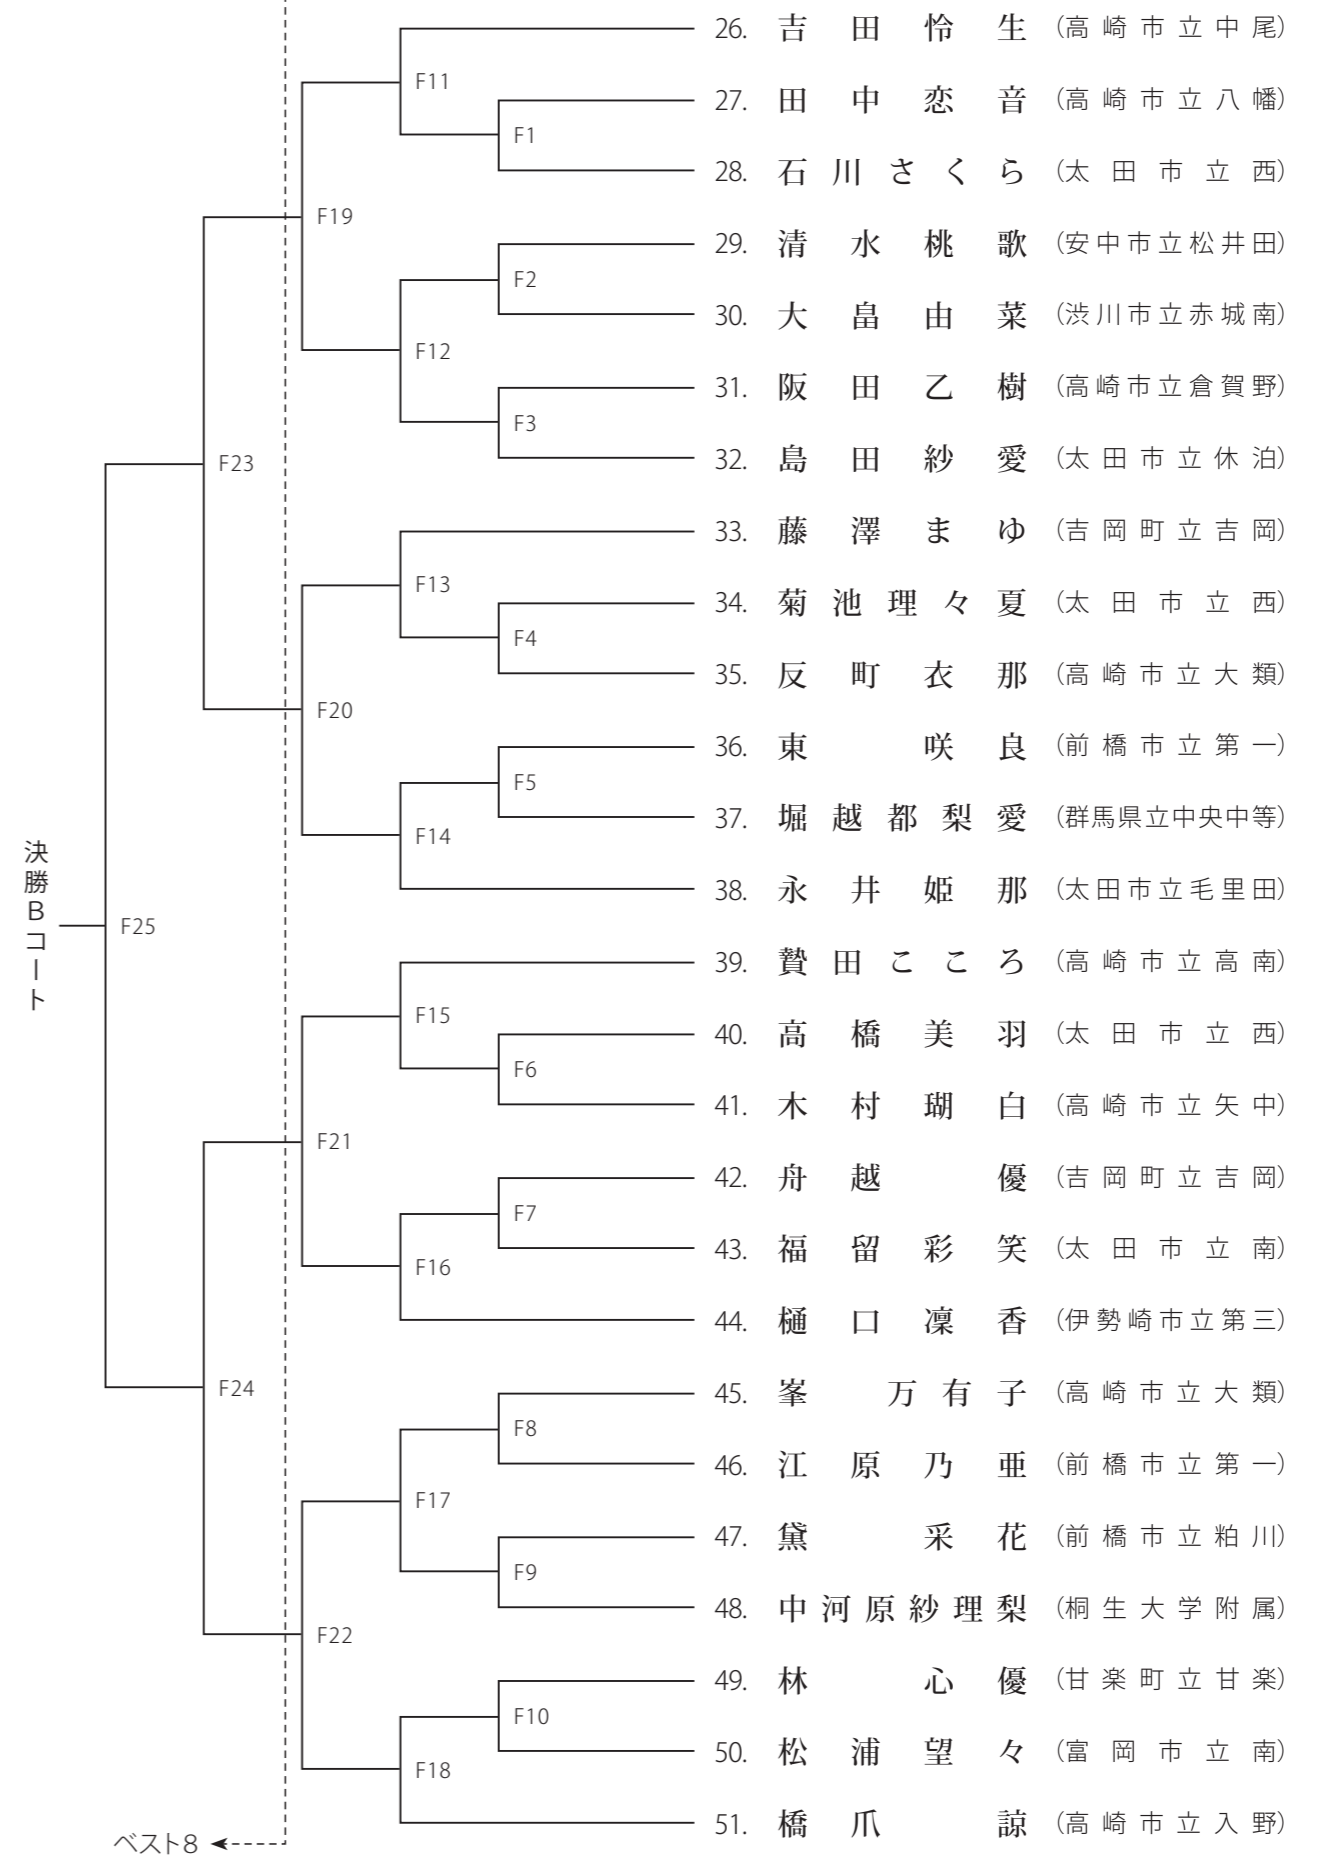 26. 吉田怜生 (高崎市立中尾)
F11
27. 田中恋音 (高崎市立八幡)
F1
28. 石川さくら (太田市立西)
F19
29. 清水桃歌 (安中市立松井田)
F2
30. 大畠由菜 (渋川市立赤城南)
F12
31. 阪田乙樹 (高崎市立倉賀野)
F3
32. 島田紗愛 (太田市立休泊)
F23
33. 藤澤まゆ (吉岡町立吉岡)
F13
34. 菊池理々夏 (太田市立西)
F4
35. 反町衣那 (高崎市立大類)
F20
36. 東咲良 (前橋市立第一)
F5
37. 堀越都梨愛 (群馬県立中央中等)
F14
38. 永井姫那 (太田市立毛里田)
決勝Bコート
F25
39. 贄田こころ (高崎市立高南)
F15
40. 高橋美羽 (太田市立西)
F6
41. 木村瑚白 (高崎市立矢中)
F21
42. 舟越優 (吉岡町立吉岡)
F7
43. 福留彩笑 (太田市立南)
F16
44. 樋口凜香 (伊勢崎市立第三)
F24
45. 峯万有子 (高崎市立大類)
F8
46. 江原乃亜 (前橋市立第一)
F17
47. 黛采花 (前橋市立粕川)
F9
48. 中河原紗理梨 (桐生大学附属)
F22
49. 林心優 (甘楽町立甘楽)
F10
50. 松浦望々 (富岡市立南)
F18
51. 橋爪諒 (高崎市立入野)
ベスト8